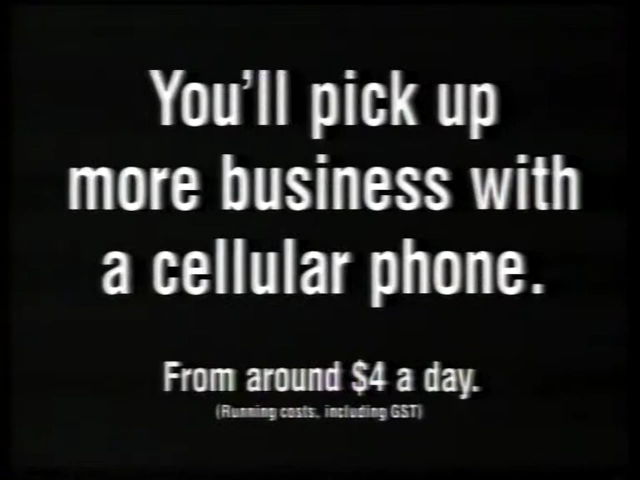 You'll pick up
more business with
a cellular phone.
From around $4 a day.
(Running costs, including GST)